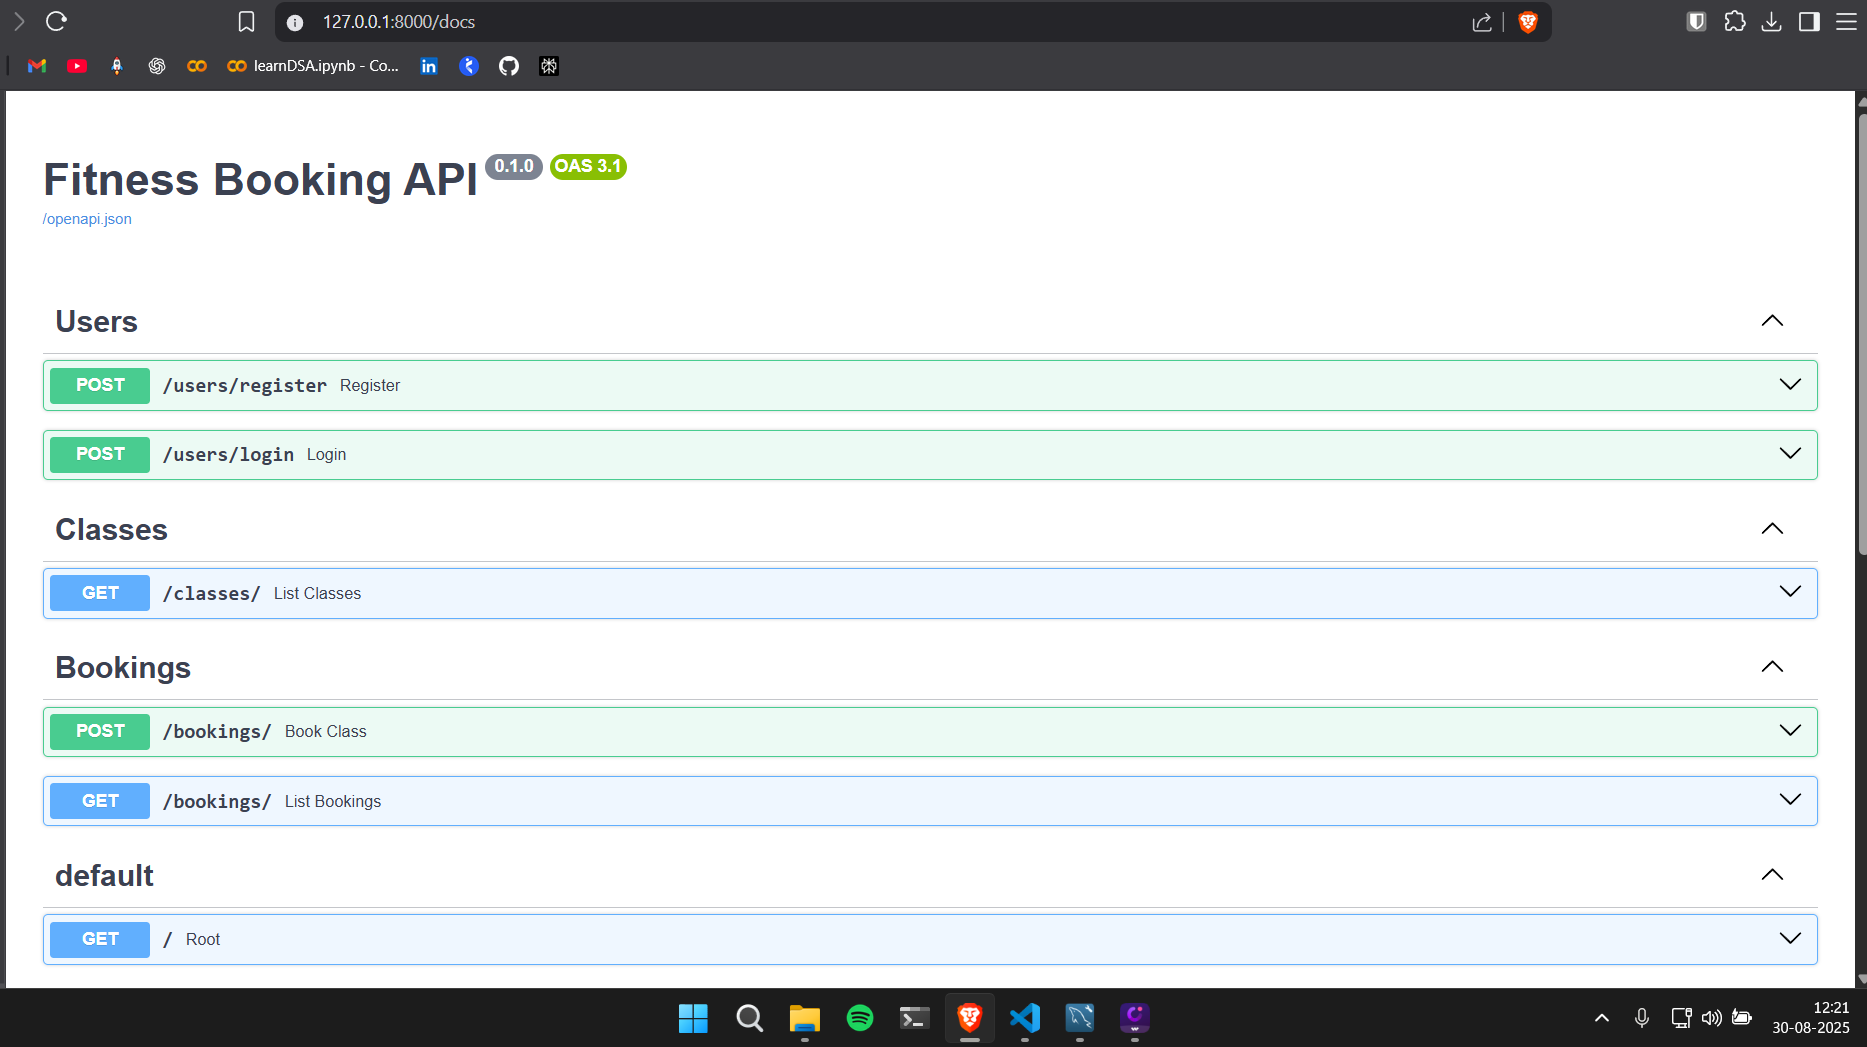 127.0.0.1:8000/docs
learnDSA.ipynb - Co...
Fitness Booking API 0.1.0 OAS 3.1
/openapi.json
Users
POST /users/register Register
POST /users/login Login
Classes
GET /classes/ List Classes
Bookings
POST /bookings/ Book Class
GET /bookings/ List Bookings
default
GET / Root
12:21
30-08-2025